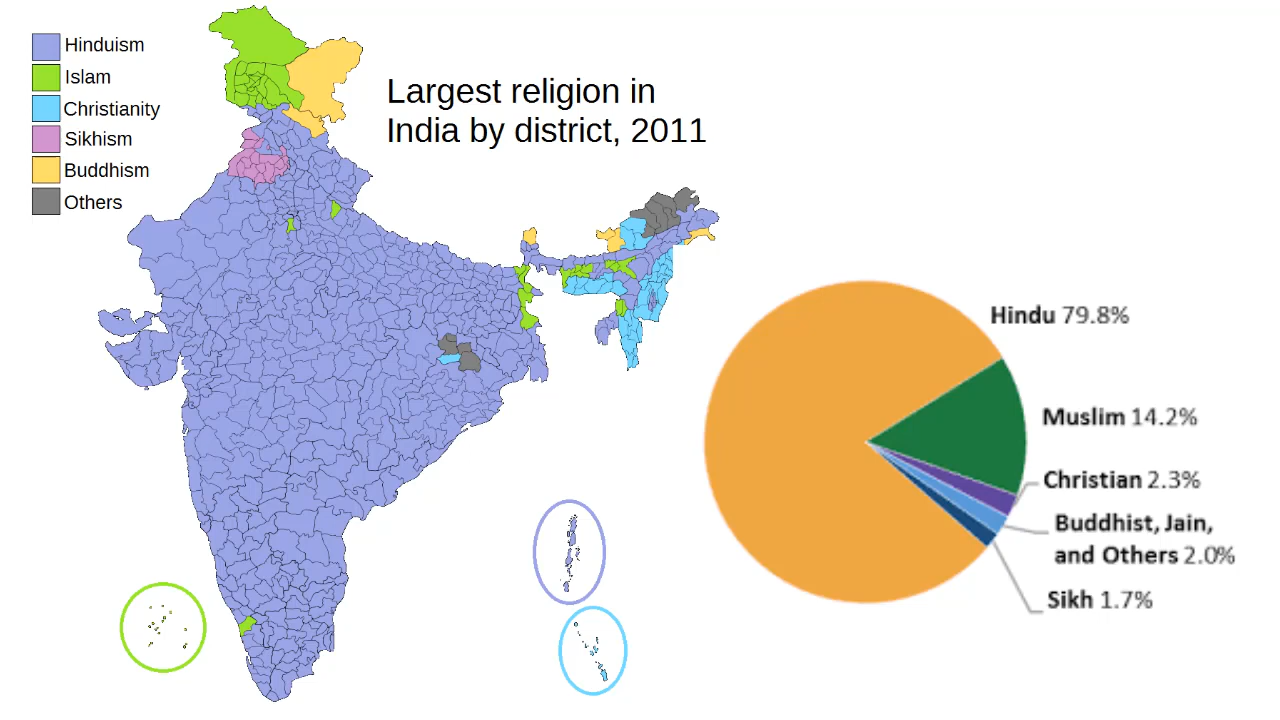 Hinduism
Islam
Christianity
Sikhism
Buddhism
Others
Largest religion in
India by district, 2011
Hindu 79.8%
Muslim 14.2%
Christian 2.3%
Buddhist, Jain,
and Others 2.0%
Sikh 1.7%